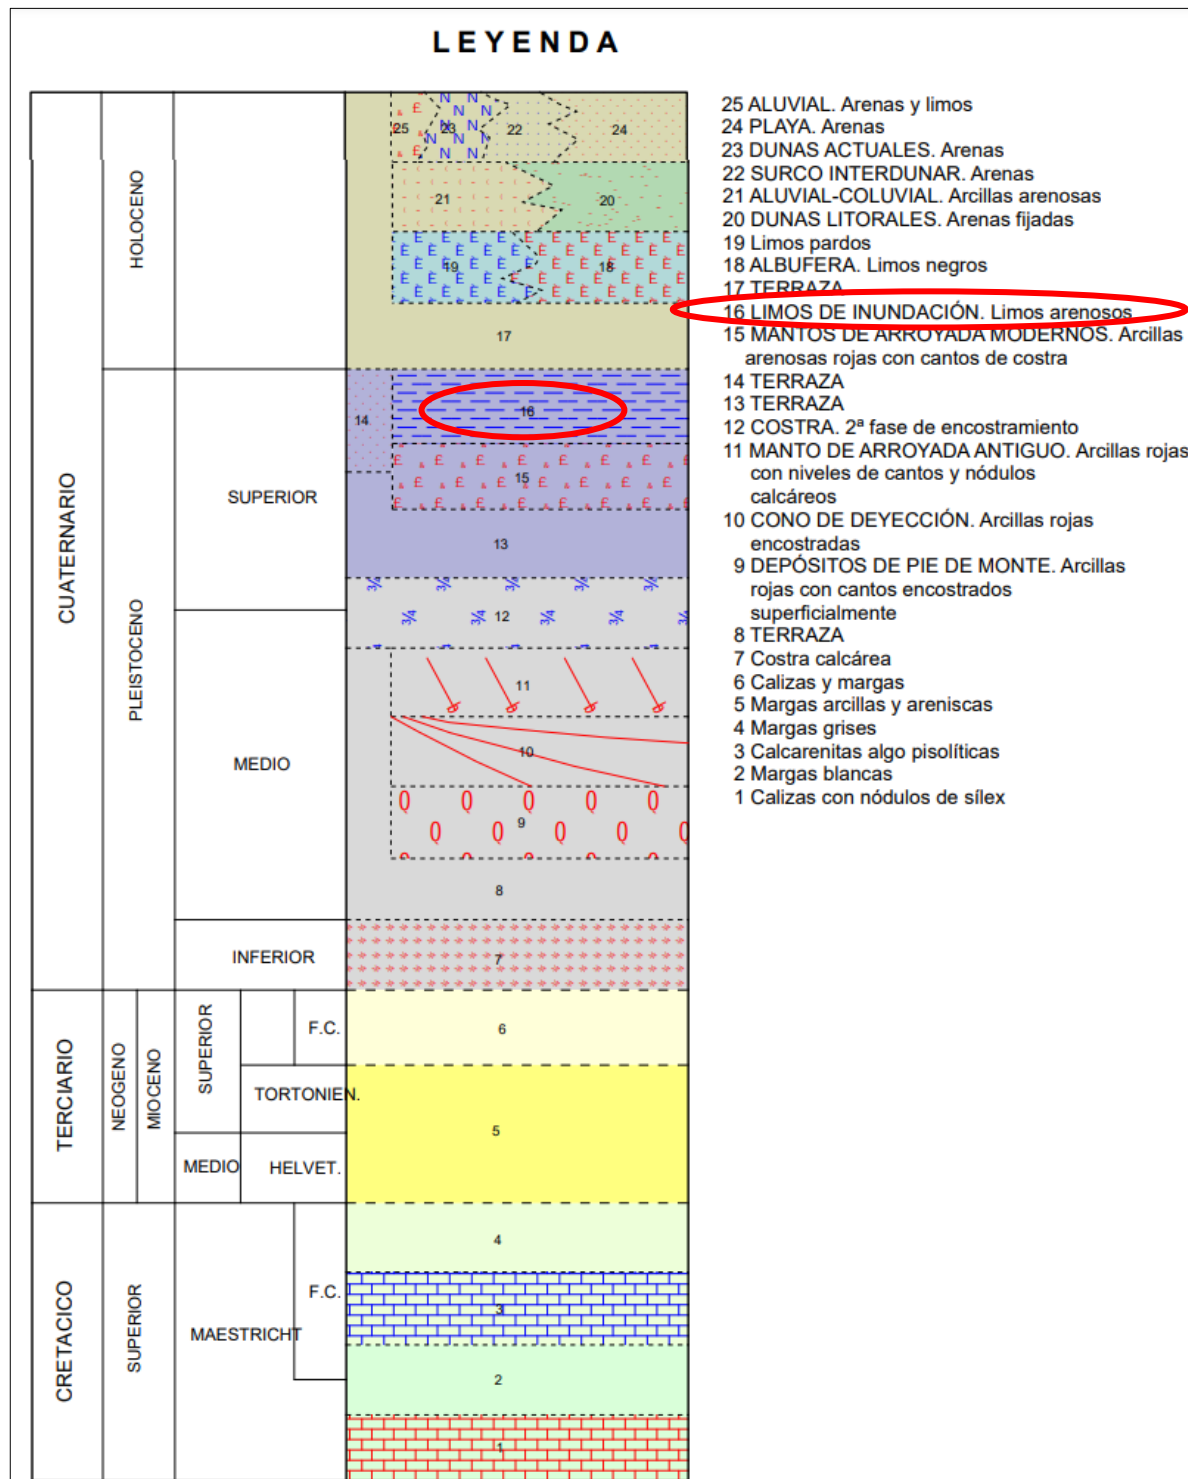 LEYENDA
CUATERNARIO
HOLOCENO
PLEISTOCENO
SUPERIOR
MEDIO
INFERIOR
TERCIARIO
NEOGENO
MIOCENO
SUPERIOR
F.C.
TORTONIEN.
MEDIO
HELVET.
CRETACICO
SUPERIOR
MAESTRICHT
F.C.
25
23
22
24
21
20
19
18
17
14
16
15
13
12
11
10
9
8
7
6
5
4
3
2
1
25 ALUVIAL. Arenas y limos
24 PLAYA. Arenas
23 DUNAS ACTUALES. Arenas
22 SURCO INTERDUNAR. Arenas
21 ALUVIAL-COLUVIAL. Arcillas arenosas
20 DUNAS LITORALES. Arenas fijadas
19 Limos pardos
18 ALBUFERA. Limos negros
17 TERRAZA
16 LIMOS DE INUNDACIÓN. Limos arenosos
15 MANTOS DE ARROYADA MODERNOS. Arcillas
arenosas rojas con cantos de costra
14 TERRAZA
13 TERRAZA
12 COSTRA. 2ª fase de encostramiento
11 MANTO DE ARROYADA ANTIGUO. Arcillas rojas
con niveles de cantos y nódulos
calcáreos
10 CONO DE DEYECCIÓN. Arcillas rojas
encostradas
9 DEPÓSITOS DE PIE DE MONTE. Arcillas
rojas con cantos encostrados
superficialmente
8 TERRAZA
7 Costra calcárea
6 Calizas y margas
5 Margas arcillas y areniscas
4 Margas grises
3 Calcarenitas algo pisolíticas
2 Margas blancas
1 Calizas con nódulos de sílex